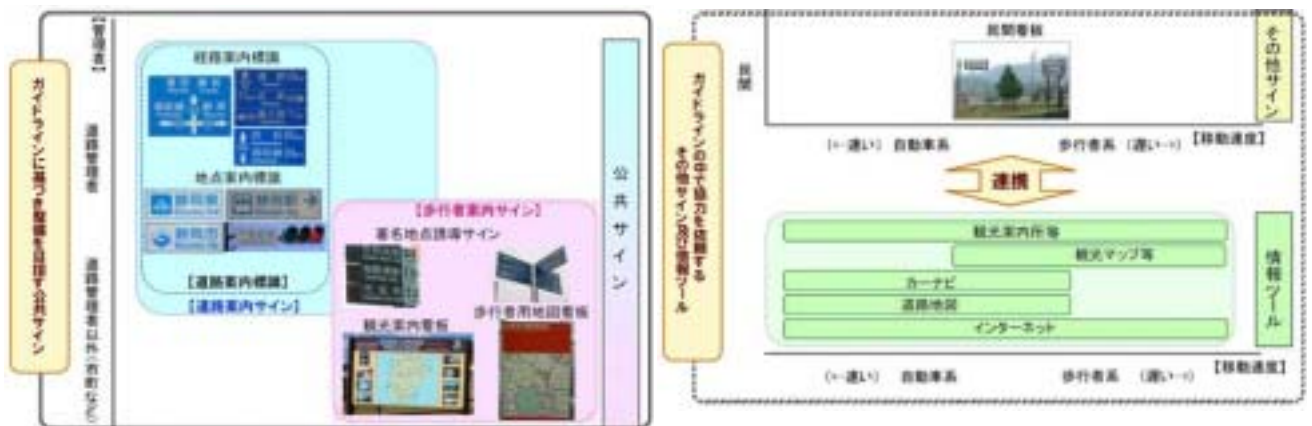 ガイドラインに基づき整備を目指す公共サイン
【管理者】
道路管理者
道路管理者以外(市町など)
経路案内標識
地点案内標識
静岡県
静岡市
【道路案内標識】
【道路案内サイン】
【歩行者案内サイン】
著名地点誘導サイン
観光案内看板
歩行者用地図看板
公共サイン
ガイドラインの中で協力を依頼する
その他サイン及び情報ツール
民間
民間看板
その他サイン
(←速い) 自動車系 歩行者系 (遅い→) 【移動速度】
連携
観光案内所等
観光マップ等
カーナビ
道路地図
インターネット
情報ツール
(←速い) 自動車系 歩行者系 (遅い→) 【移動速度】